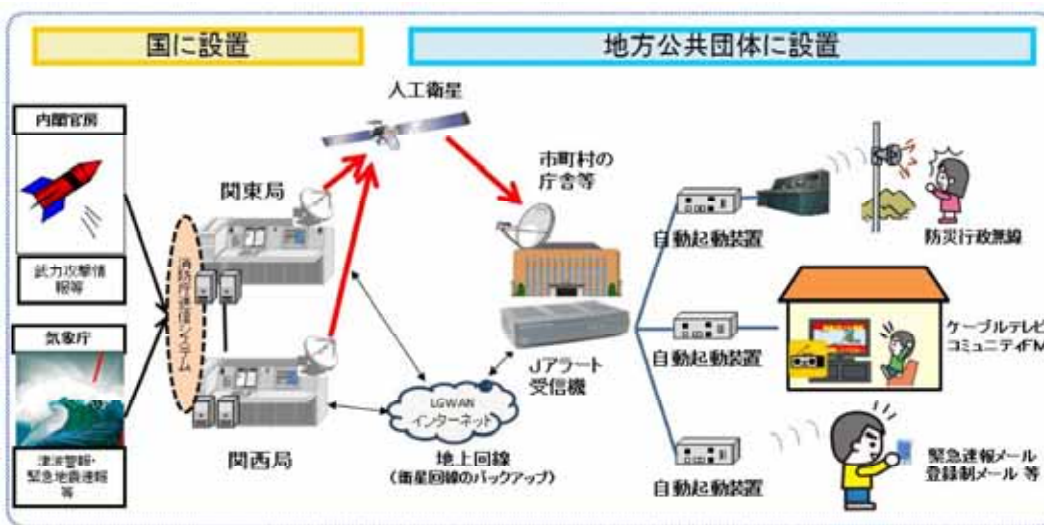 国に設置
地方公共団体に設置
人工衛星
内閣官房
武力攻撃情
報等
気象庁
津波警報・
緊急地震速報
等
消防庁送信システム
関東局
関西局
市町村の
庁舎等
Jアラート
受信機
LGWAN
インターネット
地上回線
(衛星回線のバックアップ)
自動起動装置
防災行政無線
自動起動装置
ケーブルテレビ
コミュニティFM
自動起動装置
緊急速報メール
登録制メール 等